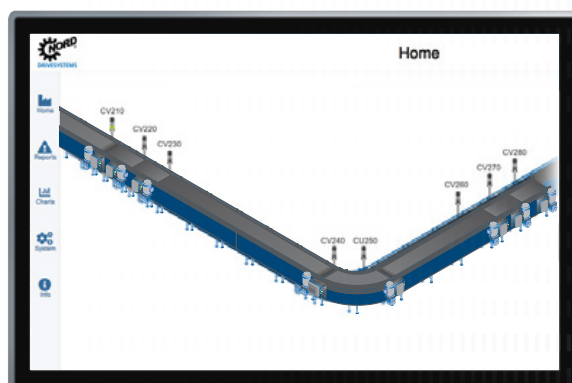 NORD
DRIVESYSTEMS
Home
Home
Reports
Charts
System
Info
CV210
CV220
CV230
CV240
CU250
CV260
CV270
CV280